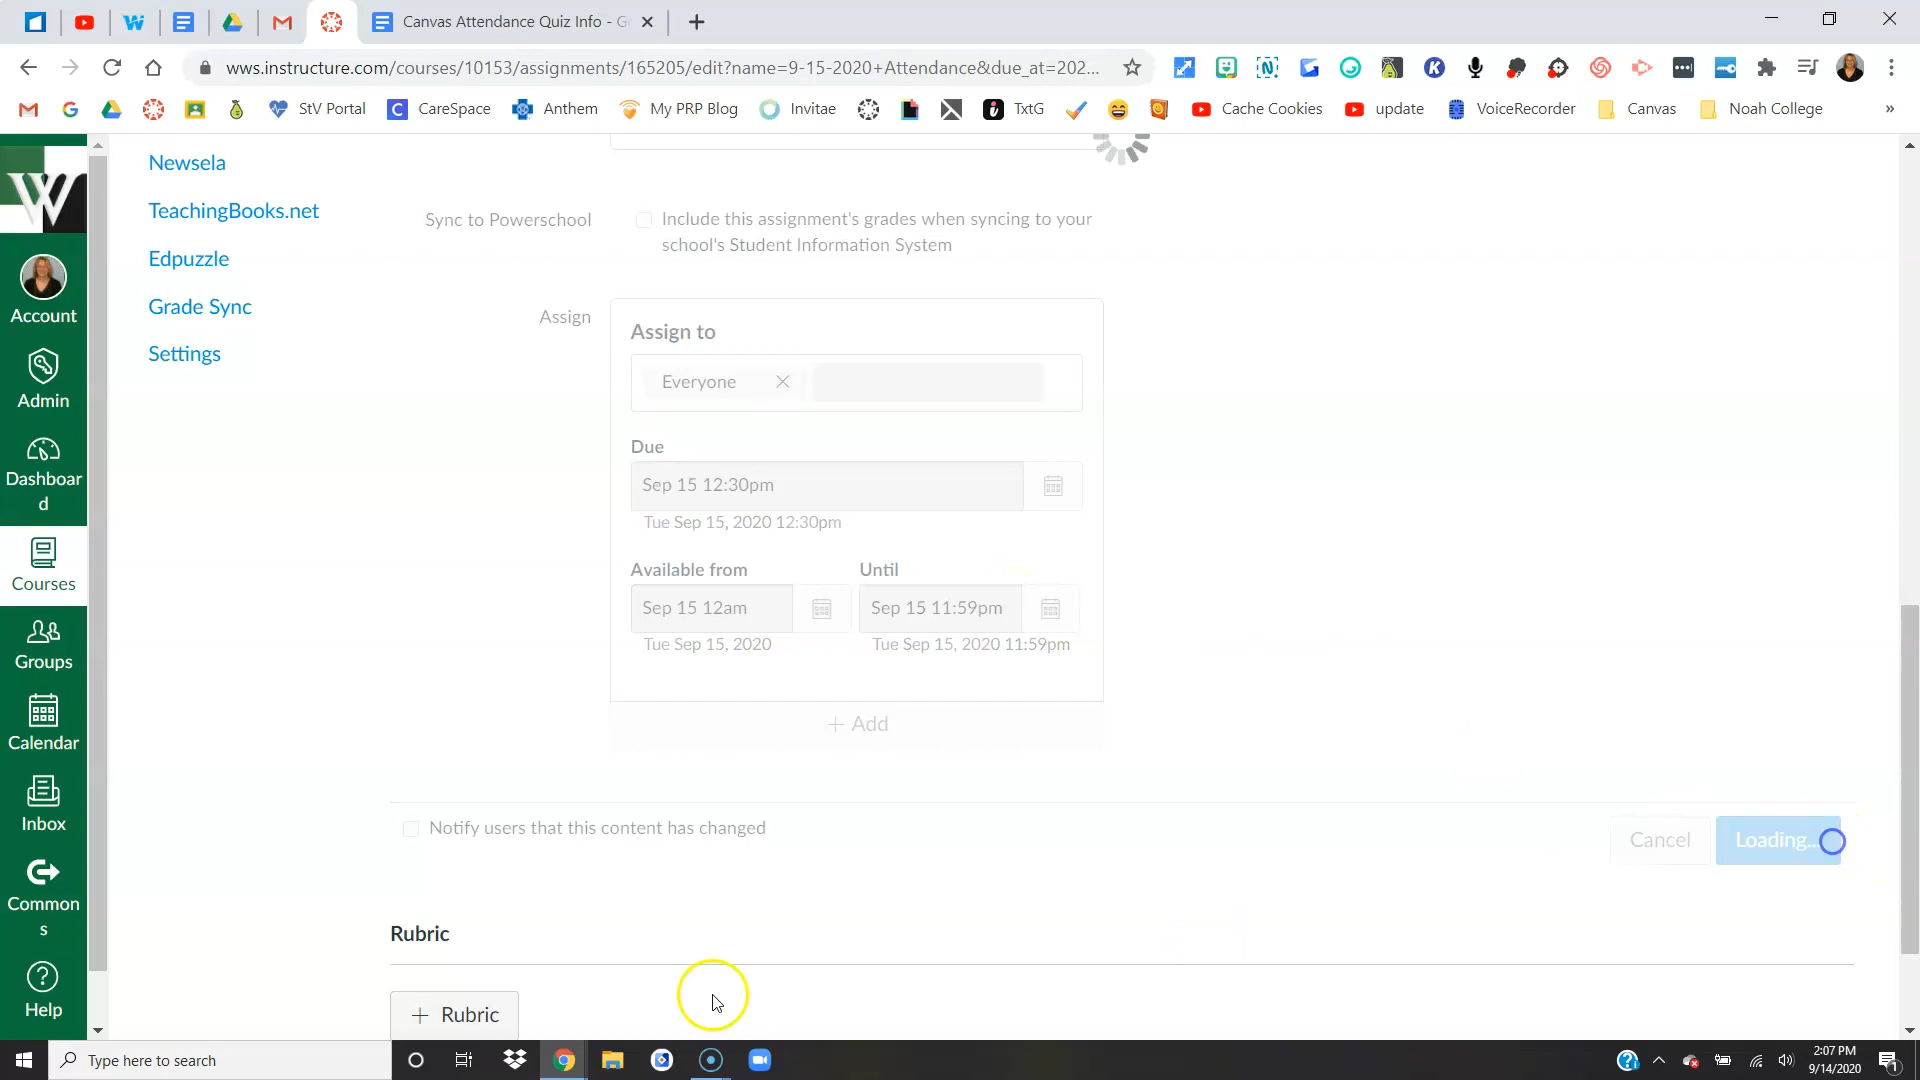 Canvas Attendance Quiz Info - G
wws.instructure.com/courses/10153/assignments/165205/edit?name=9-15-2020+Attendance&due_at=202...
StV Portal
CareSpace
Anthem
My PRP Blog
Invitae
TxtG
Cache Cookies
update
VoiceRecorder
Canvas
Noah College
»
W
Account
Admin
Dashboar
d
Courses
Groups
Calendar
Inbox
Common
s
Help
Newsela
TeachingBooks.net
Edpuzzle
Grade Sync
Settings
Sync to Powerschool
Include this assignment's grades when syncing to your
school's Student Information System
Assign
Assign to
Everyone
Due
Sep 15 12:30pm
Tue Sep 15, 2020 12:30pm
Available from
Until
Sep 15 12am
Sep 15 11:59pm
Tue Sep 15, 2020
Tue Sep 15, 2020 11:59pm
+ Add
Notify users that this content has changed
Cancel
Loading...
Rubric
+ Rubric
Type here to search
2:07 PM
9/14/2020
1